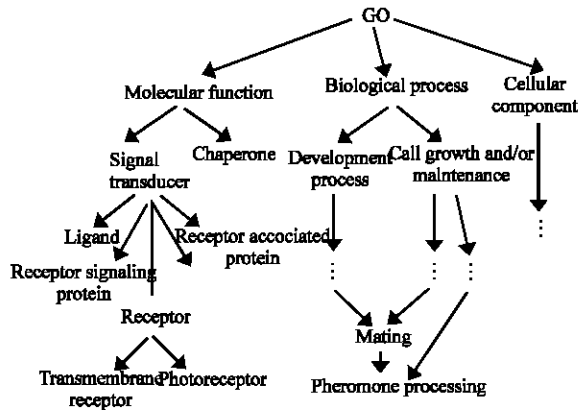 GO
Molecular function
Biological process
Cellular
component
Signal
transducer
Chaperone
Development
process
Call growth and/or
maintenance
Ligand
Receptor accociated
protein
Receptor signaling
protein
Receptor
Mating
Transmembrane
receptor
Photoreceptor
Pheromone processing